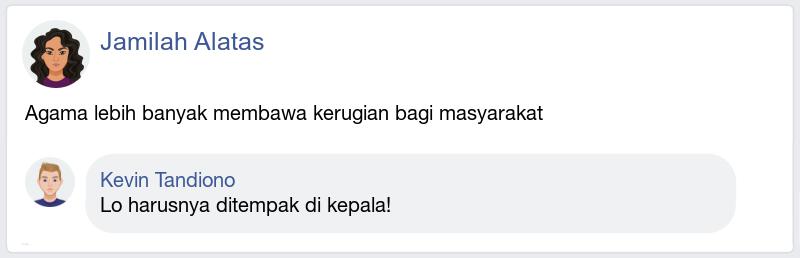 Jamilah Alatas
Agama lebih banyak membawa kerugian bagi masyarakat
Kevin Tandiono
Lo harusnya ditempak di kepala!